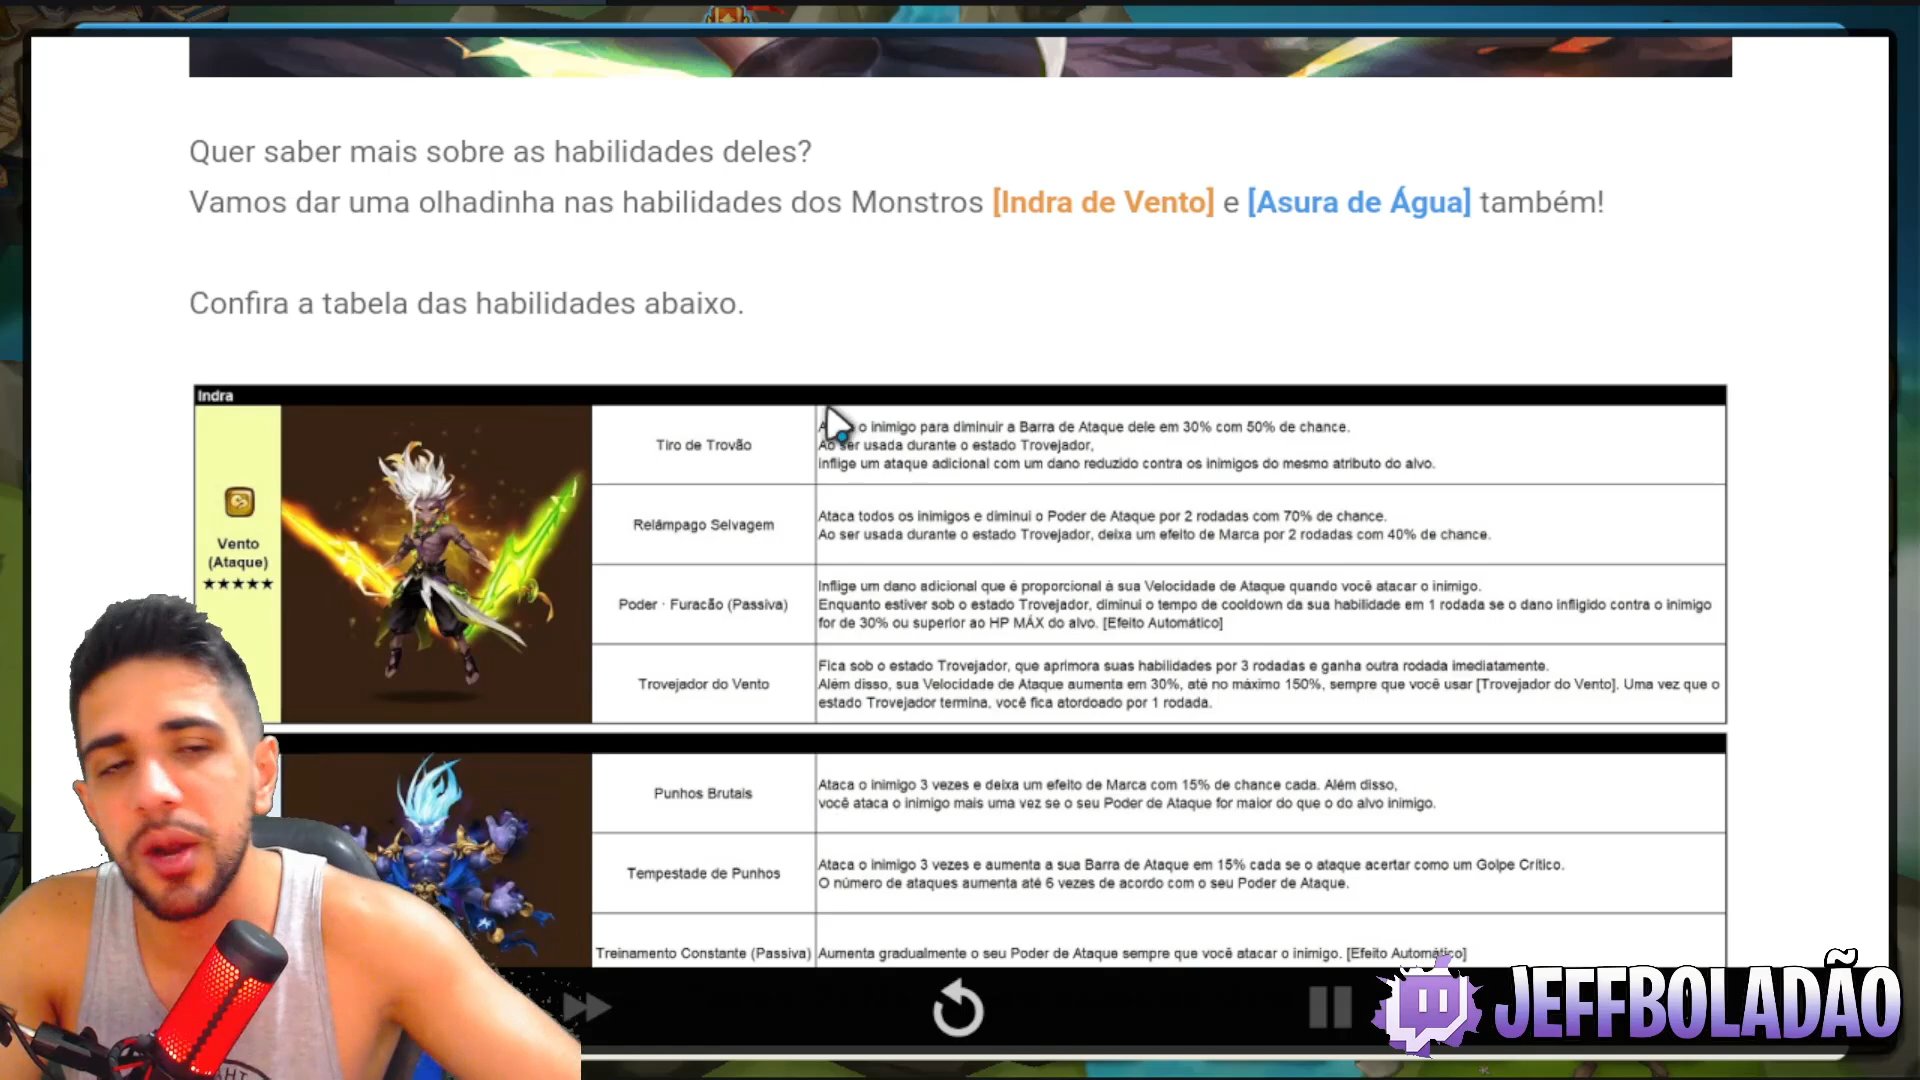 Quer saber mais sobre as habilidades deles?
Vamos dar uma olhadinha nas habilidades dos Monstros [Indra de Vento] e [Asura de Água] também!
Confira a tabela das habilidades abaixo.
Indra
Vento
(Ataque)
★★★★★
Tiro de Trovão
o inimigo para diminuir a Barra de Ataque dele em 30% com 50% de chance.
Ao ser usada durante o estado Trovejador,
Inflige um ataque adicional com um dano reduzido contra os inimigos do mesmo atributo do alvo.
Relâmpago Selvagem
Ataca todos os inimigos e diminui o Poder de Ataque por 2 rodadas com 70% de chance.
Ao ser usada durante o estado Trovejador, deixa um efeito de Marca por 2 rodadas com 40% de chance.
Poder · Furacão (Passiva)
Inflige um dano adicional que é proporcional à sua Velocidade de Ataque quando você atacar o inimigo.
Enquanto estiver sob o estado Trovejador, diminui o tempo de cooldown da sua habilidade em 1 rodada se o dano infligido contra o inimigo
for de 30% ou superior ao HP MÁX do alvo. [Efeito Automático]
Trovejador do Vento
Fica sob o estado Trovejador, que aprimora suas habilidades por 3 rodadas e ganha outra rodada imediatamente.
Além disso, sua Velocidade de Ataque aumenta em 30%, até no máximo 150%, sempre que você usar [Trovejador do Vento]. Uma vez que o
estado Trovejador termina, você fica atordoado por 1 rodada.
Punhos Brutais
Ataca o inimigo 3 vezes e deixa um efeito de Marca com 15% de chance cada. Além disso,
você ataca o inimigo mais uma vez se o seu Poder de Ataque for maior do que o do alvo inimigo.
Tempestade de Punhos
Ataca o inimigo 3 vezes e aumenta a sua Barra de Ataque em 15% cada se o ataque acertar como um Golpe Crítico.
O número de ataques aumenta até 6 vezes de acordo com o seu Poder de Ataque.
Treinamento Constante (Passiva)
Aumenta gradualmente o seu Poder de Ataque sempre que você atacar o inimigo. [Efeito Automático]
JEFFBOLADÃO